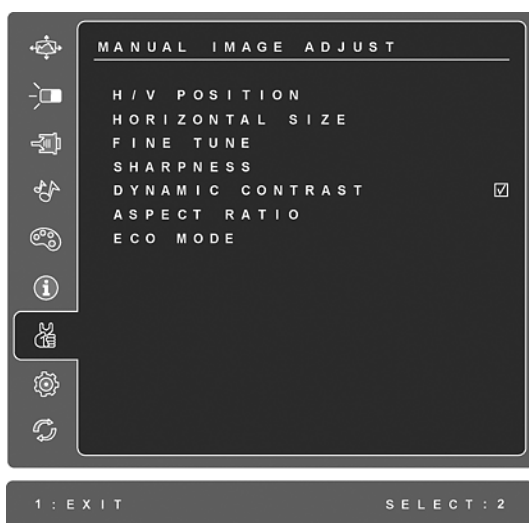 MANUAL IMAGE ADJUST
H/V POSITION
HORIZONTAL SIZE
FINE TUNE
SHARPNESS
DYNAMIC CONTRAST
ASPECT RATIO
ECO MODE
1:EXIT SELECT:2